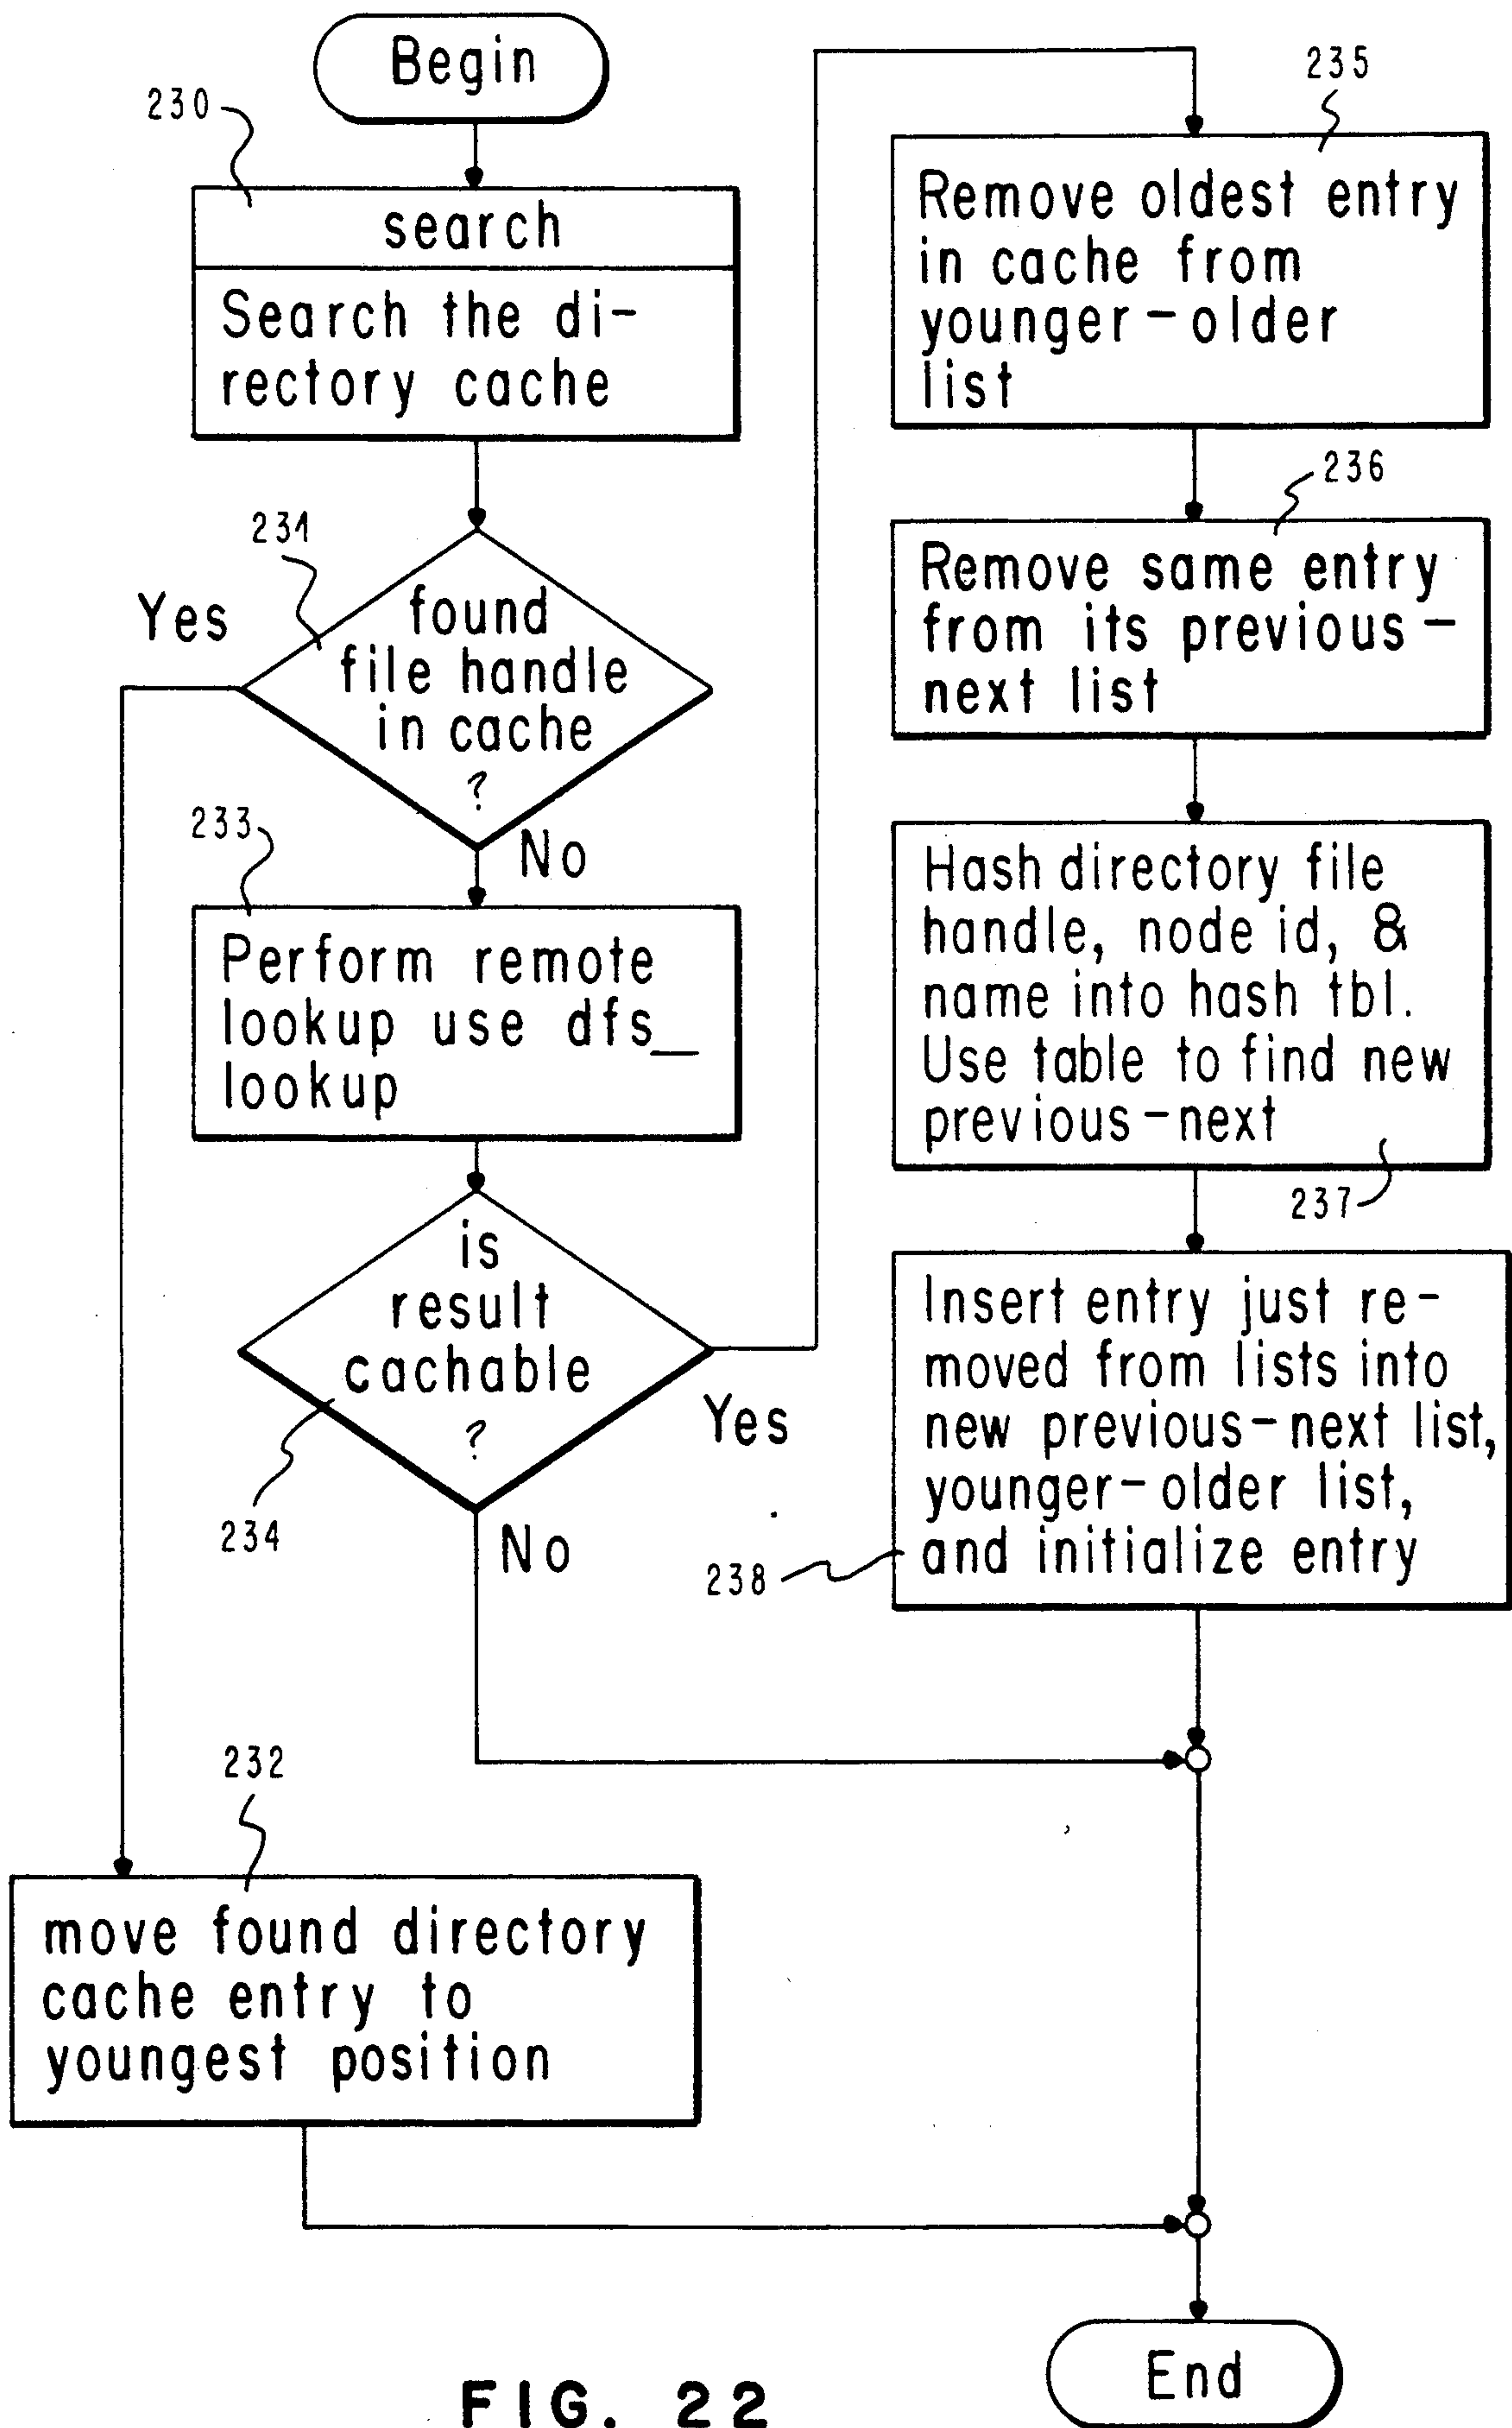 Begin
230
search
Search the di-
rectory cache
231
Yes
found
file handle
in cache
?
No
233
Perform remote
lookup use dfs_
lookup
is
result
cachable
?
Yes
234
No
232
move found directory
cache entry to
youngest position
235
Remove oldest entry
in cache from
younger-older
list
236
Remove same entry
from its previous-
next list
Hash directory file
handle, node id, &
name into hash tbl.
Use table to find new
previous-next
237
Insert entry just re-
moved from lists into
new previous-next list,
younger-older list,
and initialize entry
238
End
FIG. 22